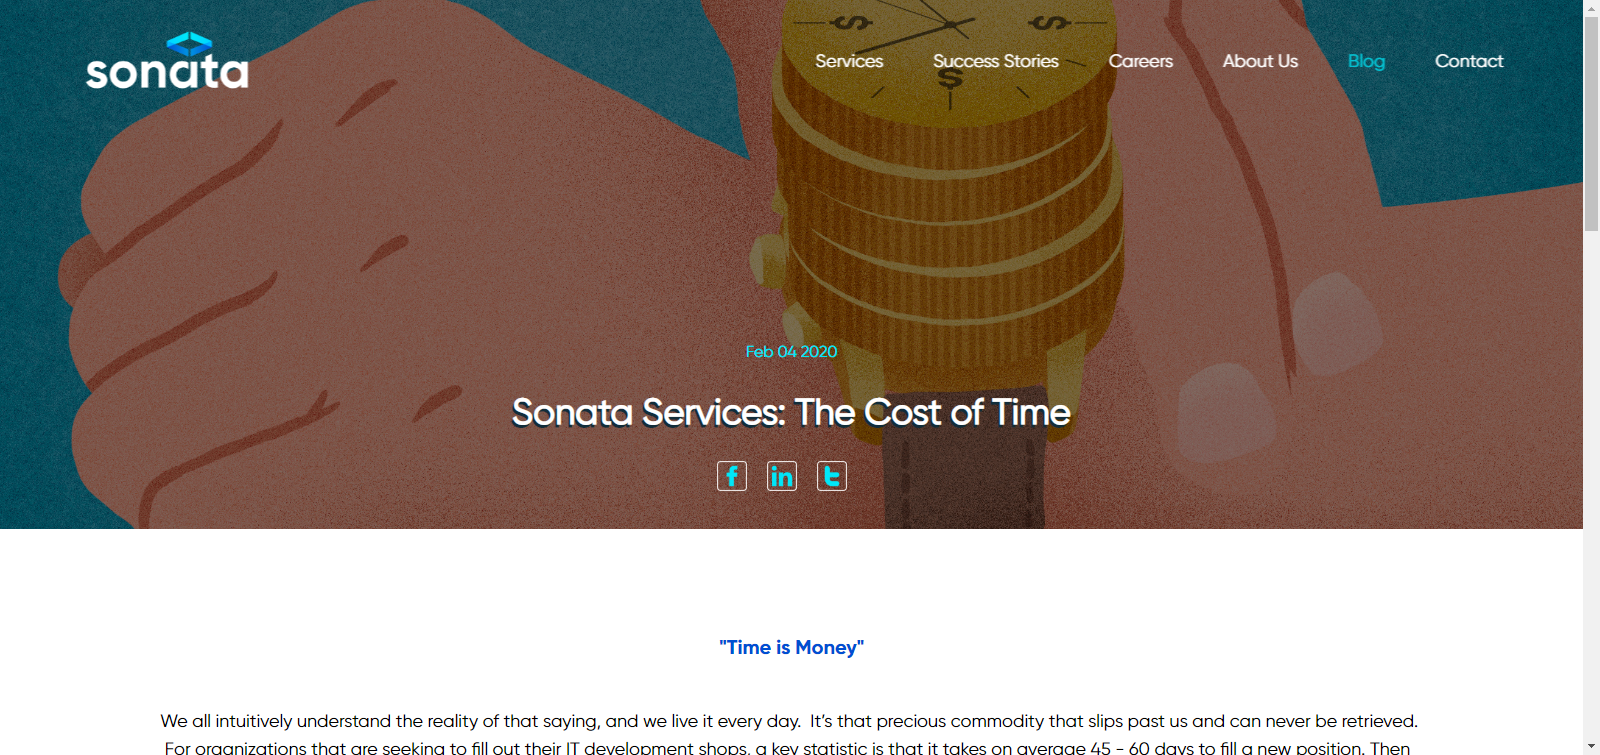 sonata
Services Success Stories Careers About Us Blog Contact
Feb 04 2020
Sonata Services: The Cost of Time
"Time is Money"
We all intuitively understand the reality of that saying, and we live it every day.  It's that precious commodity that slips past us and can never be retrieved.
For organizations that are seeking to fill out their IT development shops, a key statistic is that it takes on average 45 - 60 days to fill a new position. Then